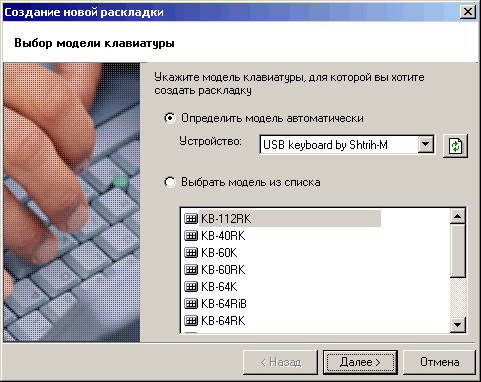 Создание новой раскладки
Выбор модели клавиатуры
Укажите модель клавиатуры, для которой вы хотите
создать раскладку
Определить модель автоматически
Устройство: USB keyboard by Shtrih-M
Выбрать модель из списка
KB-112RK
KB-40RK
KB-60K
KB-60RK
KB-64K
KB-64RiB
KB-64RK
< Назад Далее > Отмена